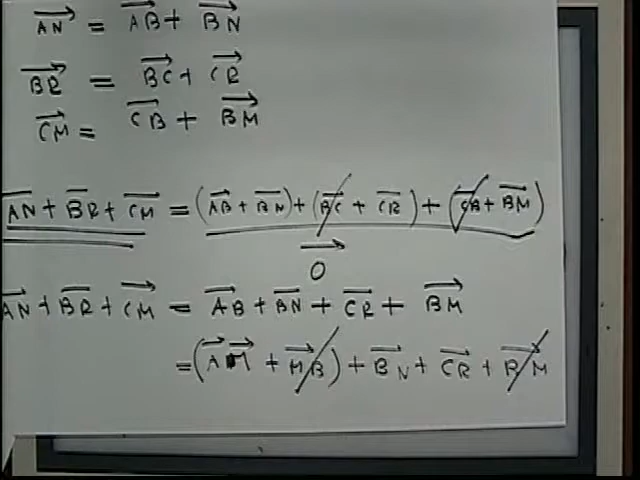 AN = AB + BN
BR = BC + CR
CM = CB + BM
AN + BR + CM = (AB + BN) + (BC + CR) + (CB + BM)
0
AN + BR + CM = AB + BN + CR + BM
= (AM + MB) + BN + CR + BM